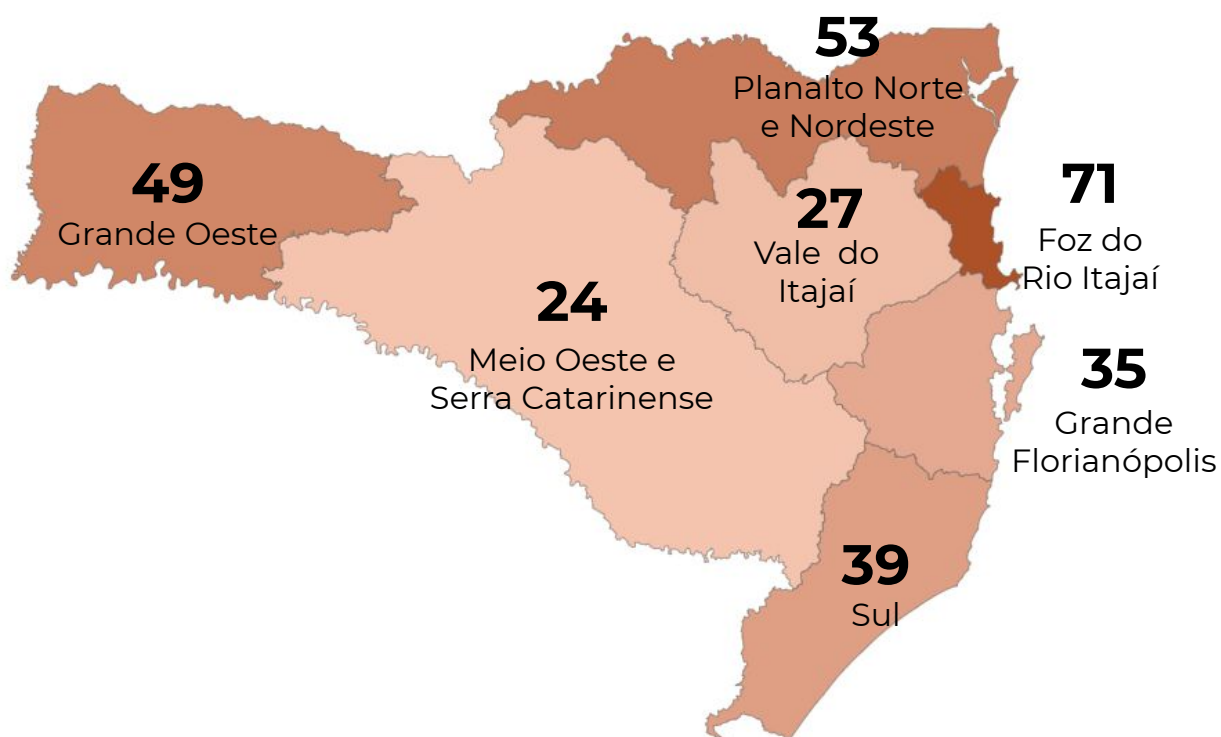 53
Planalto Norte
e Nordeste
49
Grande Oeste
27
Vale do
Itajaí
71
Foz do
Rio Itajaí
24
Meio Oeste e
Serra Catarinense
35
Grande
Florianópolis
39
Sul